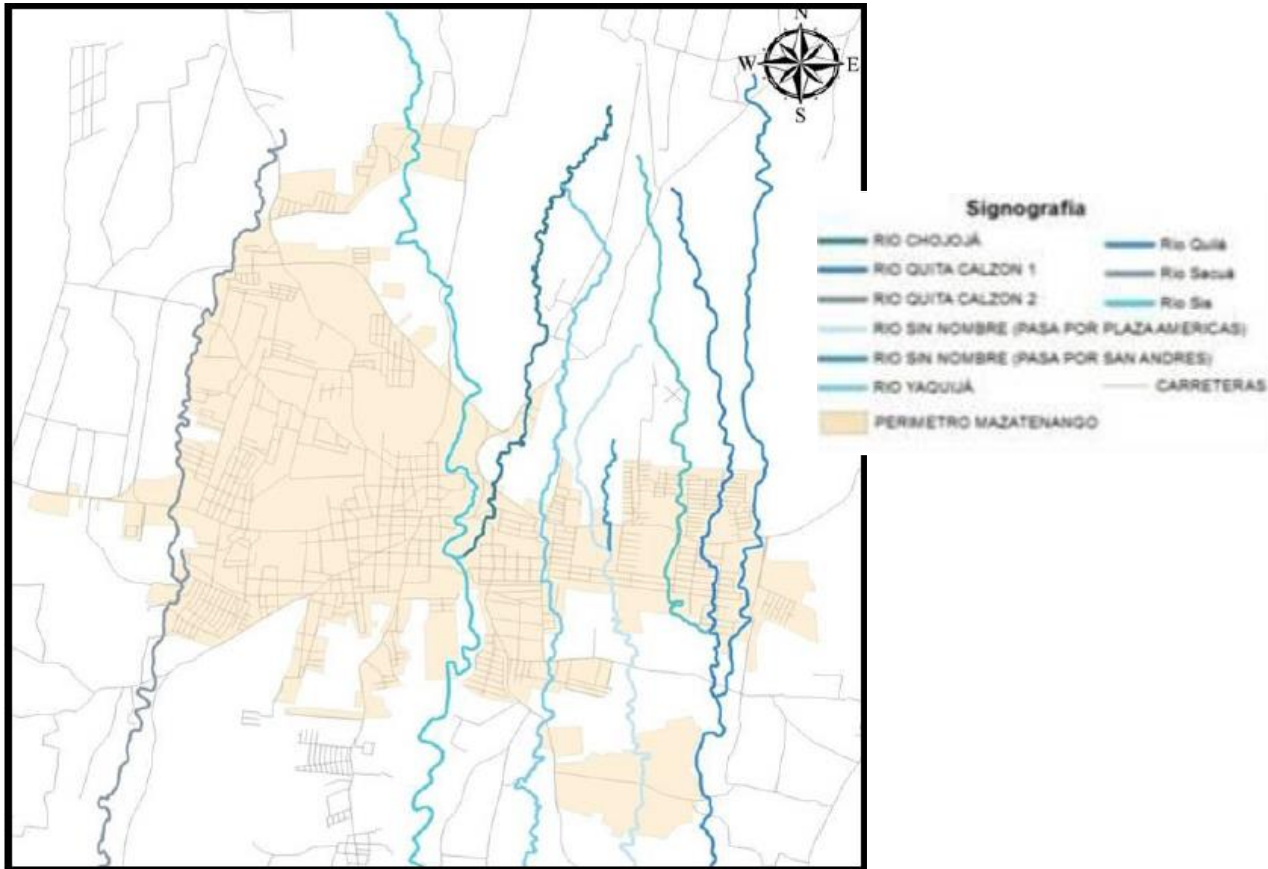 N
W E
S
Signografia
RIO CHOJOJÁ
RIO QUITA CALZON 1
RIO QUITA CALZON 2
RIO SIN NOMBRE (PASA POR PLAZA AMERICAS)
RIO SIN NOMBRE (PASA POR SAN ANDRES)
RIO YAQUIJÁ
PERIMETRO MAZATENANGO
Rio Quilá
Rio Sacuá
Rio Sis
CARRETERAS